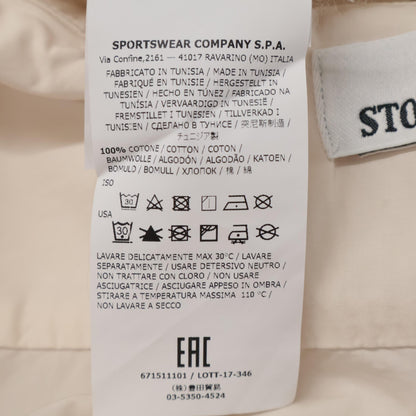 SPORTSWEAR COMPANY S.P.A.
Via Confine,2161 — 41017 RAVARINO (MO) ITALIA
FABBRICATO IN TUNISIA / MADE IN TUNISIA /
FABRIQUÉ EN TUNISIE / HERGESTELLT IN
TUNESIEN / HECHO EN TÚNEZ / FABRICADO NA
TUNÍSIA / VERVAARDIGD IN TUNESIË /
FREMSTILLET I TUNESIEN / TILLVERKAD I
TUNISIEN / СДЕЛАНО В ТУНИСЕ / 突尼斯制造 /
チュニジア製
100% COTONE / COTTON / COTON /
BAUMWOLLE / ALGODÓN / ALGODÃO / KATOEN /
BOMULD / BOMULL / ХЛОПОК / 棉 / 綿
ISO
30
USA
30
LAVARE DELICATAMENTE MAX 30°C / LAVARE
SEPARATAMENTE / USARE DETERSIVO NEUTRO /
NON TRATTARE CON CLORO / NON USARE
ASCIUGATRICE / ASCIUGARE APPESO IN OMBRA /
STIRARE A TEMPERATURA MASSIMA 110 °C /
NON LAVARE A SECCO
EAC
671511101 / LOTT-17-346
(株)豊田貿易
03-5350-4524
STO